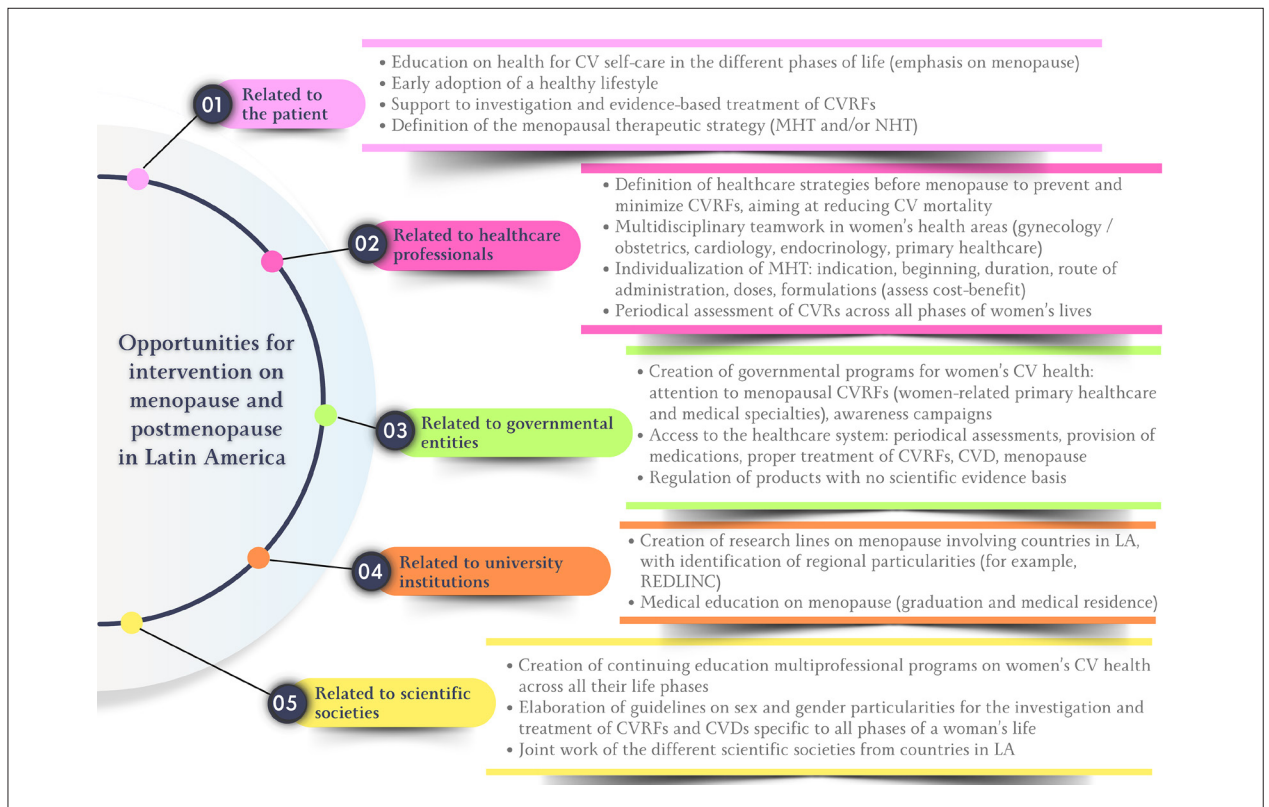 Opportunities for
intervention on
menopause and
postmenopause
in Latin America
01
Related to
the patient
• Education on health for CV self-care in the different phases of life (emphasis on menopause)
• Early adoption of a healthy lifestyle
• Support to investigation and evidence-based treatment of CVRFs
• Definition of the menopausal therapeutic strategy (MHT and/or NHT)
02
Related to healthcare
professionals
• Definition of healthcare strategies before menopause to prevent and
minimize CVRFs, aiming at reducing CV mortality
• Multidisciplinary teamwork in women's health areas (gynecology /
obstetrics, cardiology, endocrinology, primary healthcare)
• Individualization of MHT: indication, beginning, duration, route of
administration, doses, formulations (assess cost-benefit)
• Periodical assessment of CVRs across all phases of women's lives
03
Related to governmental
entities
• Creation of governmental programs for women's CV health:
attention to menopausal CVRFs (women-related primary healthcare
and medical specialties), awareness campaigns
• Access to the healthcare system: periodical assessments, provision of
medications, proper treatment of CVRFs, CVD, menopause
• Regulation of products with no scientific evidence basis
04
Related to university
institutions
• Creation of research lines on menopause involving countries in LA,
with identification of regional particularities (for example,
REDLINC)
• Medical education on menopause (graduation and medical residence)
05
Related to scientific
societies
• Creation of continuing education multiprofessional programs on women's CV health
across all their life phases
• Elaboration of guidelines on sex and gender particularities for the investigation and
treatment of CVRFs and CVDs specific to all phases of a woman's life
• Joint work of the different scientific societies from countries in LA